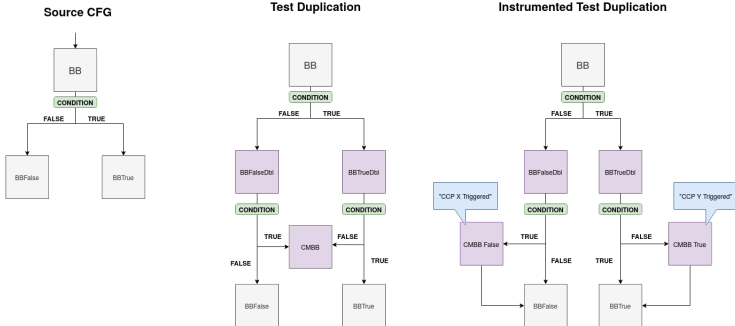 Source CFG
BB
CONDITION
FALSE TRUE
BBFalse
BBTrue
Test Duplication
BB
CONDITION
FALSE TRUE
BBFalseDbl
BBTrueDbl
CONDITION
CONDITION
TRUE
CMBB
FALSE
FALSE
TRUE
BBFalse
BBTrue
Instrumented Test Duplication
BB
CONDITION
FALSE TRUE
BBFalseDbl
BBTrueDbl
"CCP X Triggered"
"CCP Y Triggered"
CONDITION
CONDITION
CMBB False
TRUE
FALSE
CMBB True
FALSE
TRUE
BBFalse
BBTrue